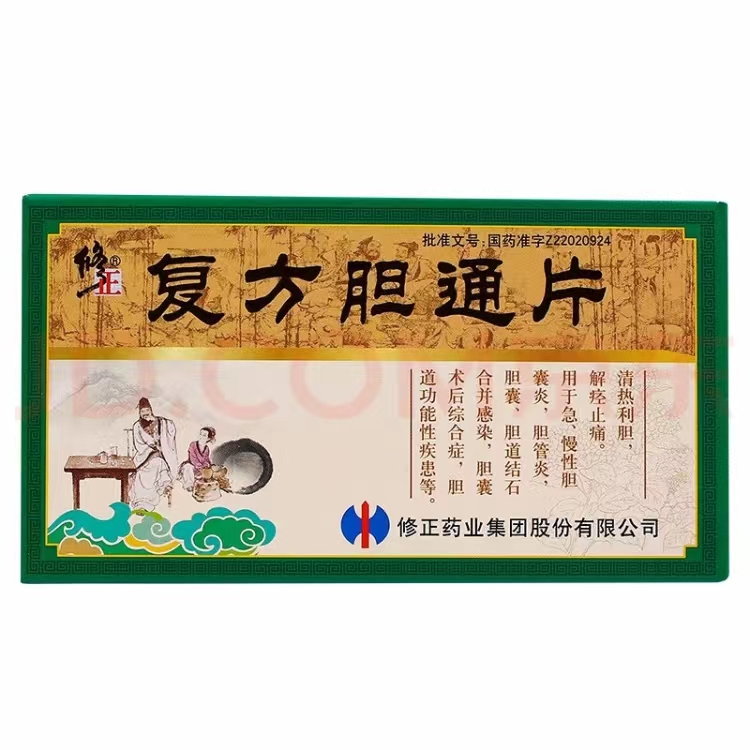 批准文号:国药准字Z22020924
修正®
复方胆通片
清热利胆,
解痉止痛。
用于急、慢性胆
囊炎,胆管炎,
胆囊、胆道结石
合并感染,胆囊
术后综合症,胆
道功能性疾患等。
修正药业集团股份有限公司
JD.COM 京东